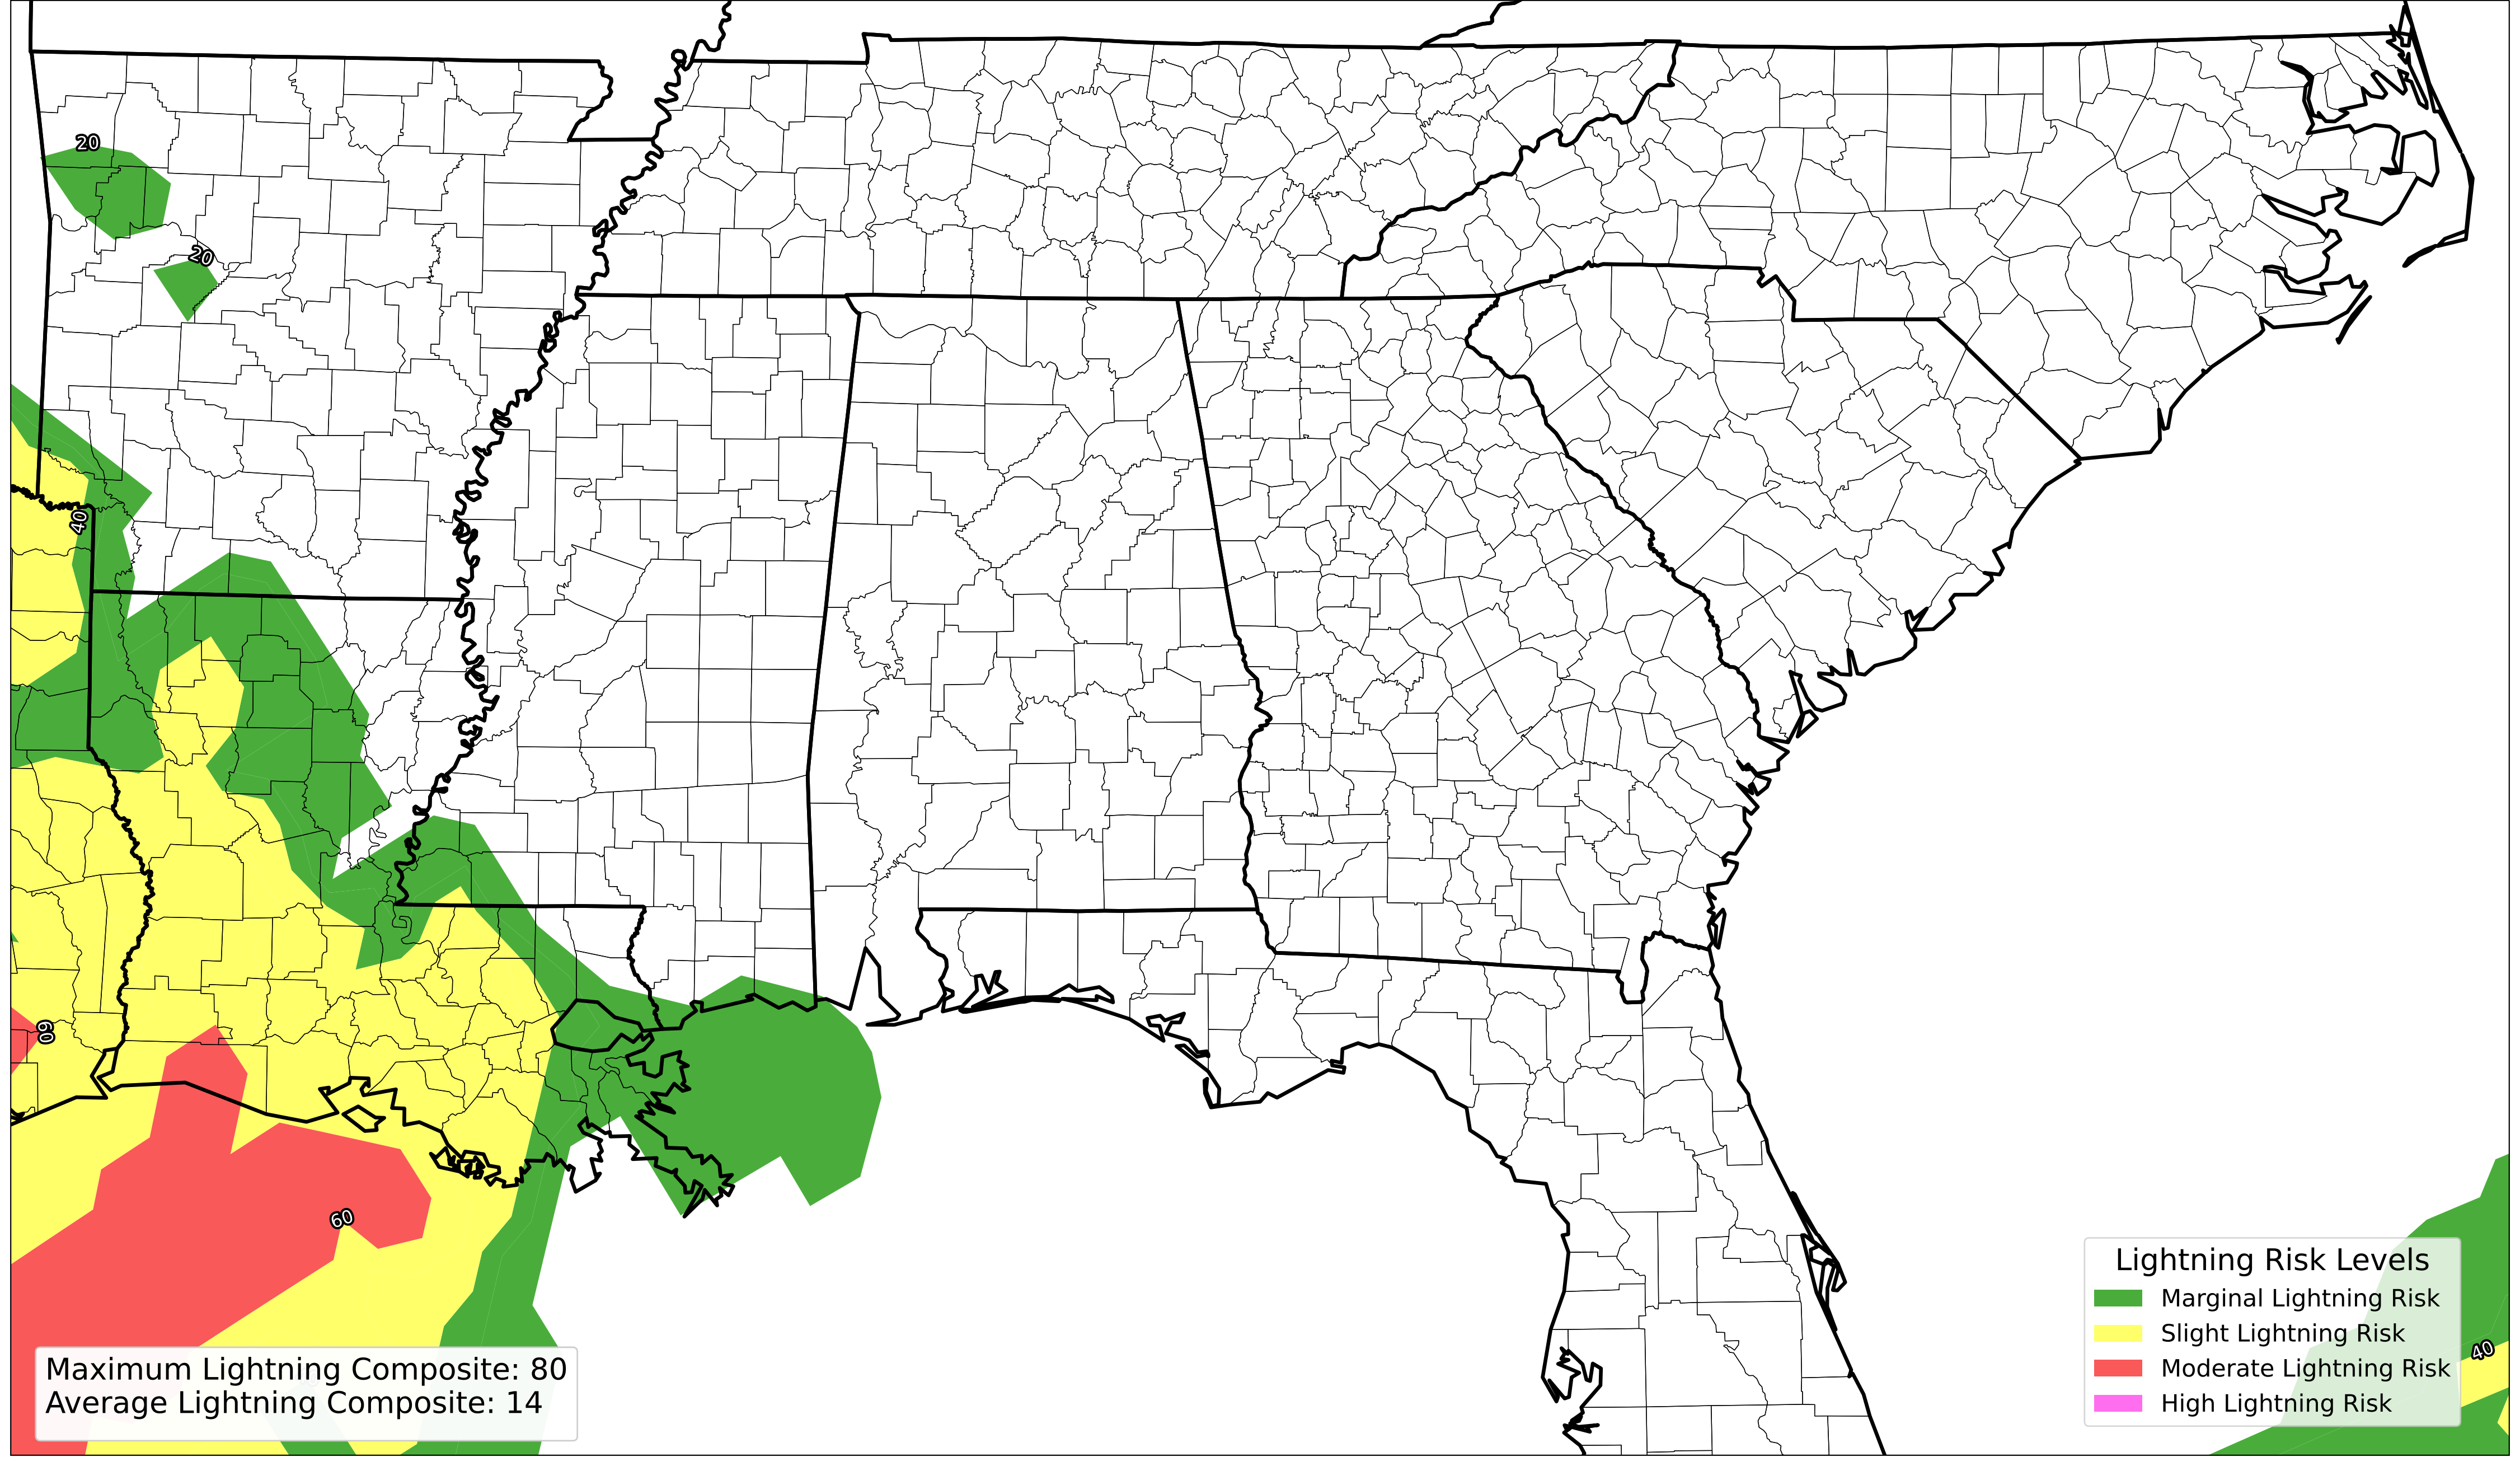 20
20
40
60
60
Maximum Lightning Composite: 80
Average Lightning Composite: 14
Lightning Risk Levels
Marginal Lightning Risk
Slight Lightning Risk
Moderate Lightning Risk
High Lightning Risk
40